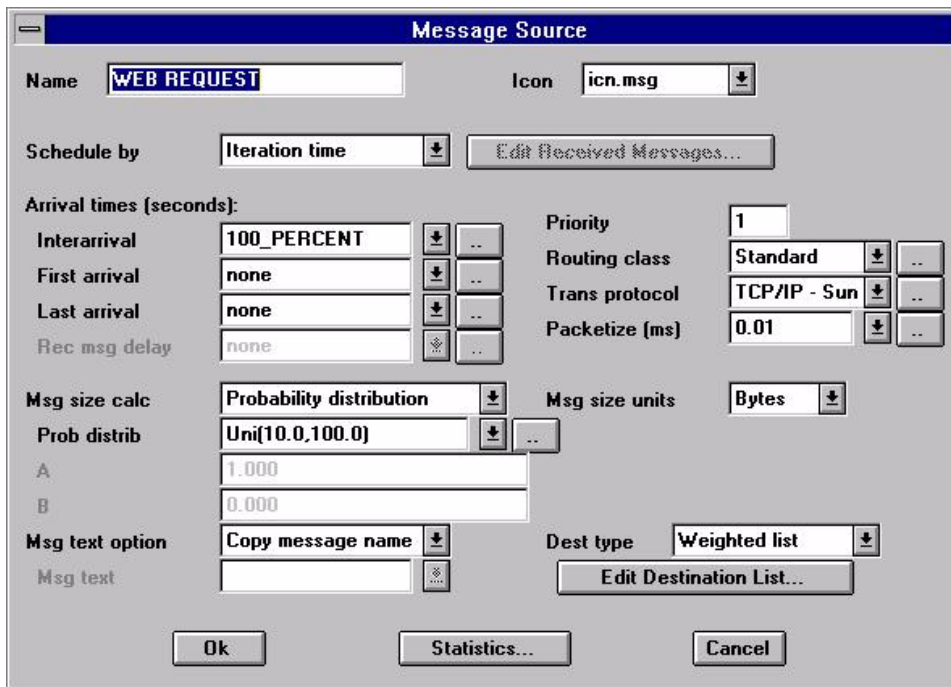 Message Source
Name WEB REQUEST Icon icn.msg
Schedule by Iteration time Edit Received Messages...
Arrival times (seconds):
Priority 1
Interarrival 100_PERCENT ..
Routing class Standard ..
First arrival none ..
Trans protocol TCP/IP - Sun ..
Last arrival none ..
Packetize (ms) 0.01 ..
Rec msg delay none ..
Msg size calc Probability distribution Msg size units Bytes
Prob distrib Uni(10.0,100.0) ..
A 1.000
B 0.000
Msg text option Copy message name Dest type Weighted list
Msg text Edit Destination List...
Ok Statistics... Cancel